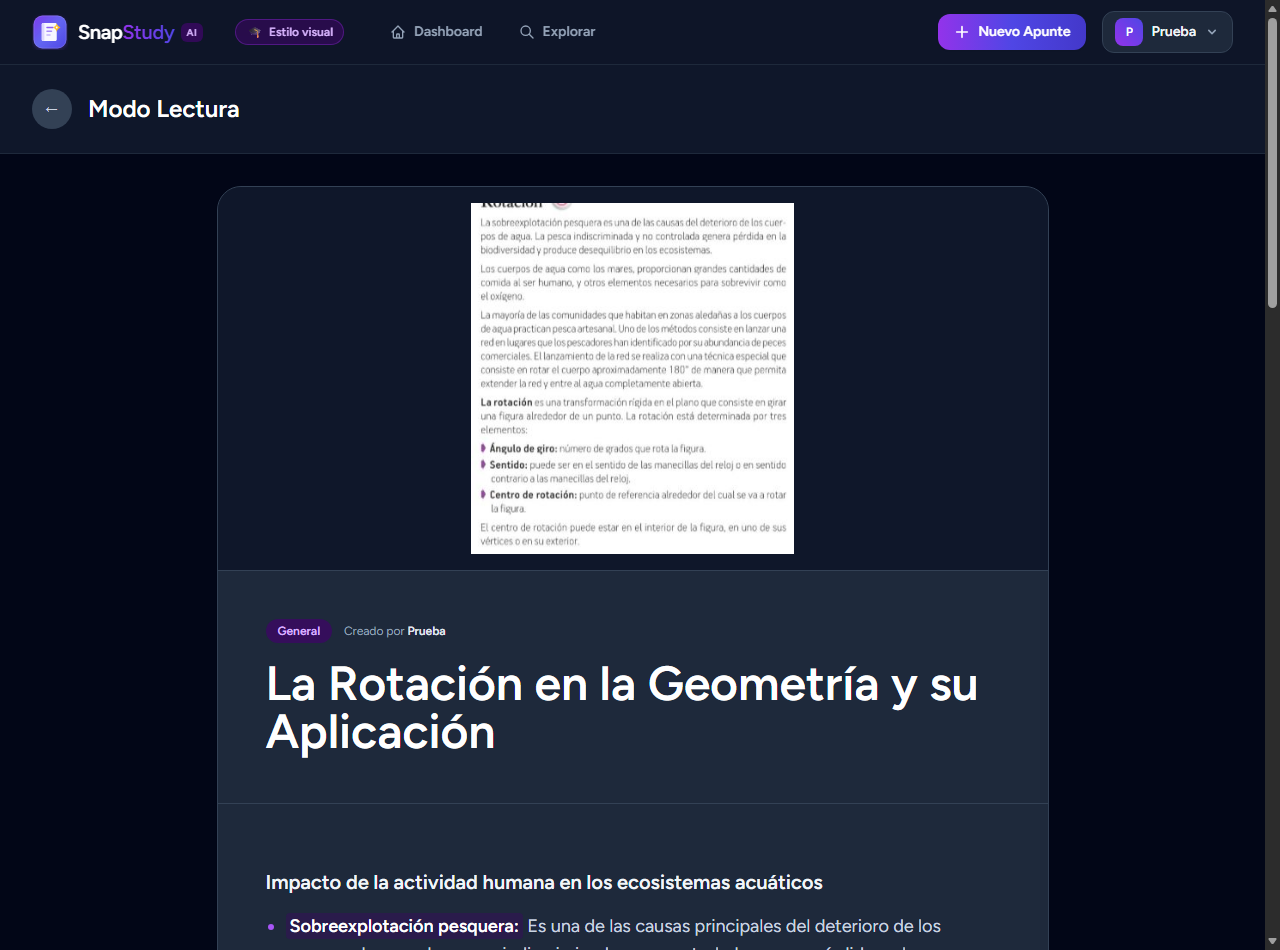 SnapStudy AI
Estilo visual
Dashboard
Explorar
Nuevo Apunte
P
Prueba
←
Modo Lectura
Rotación
La sobreexplotación pesquera es una de las causas del deterioro de los cuer-
pos de agua. La pesca indiscriminada y no controlada genera pérdida en la
biodiversidad y produce desequilibrio en los ecosistemas.
Los cuerpos de agua como los mares, proporcionan grandes cantidades de
comida al ser humano, y otros elementos necesarios para sobrevivir como
el oxígeno.
La mayoría de las comunidades que habitan en zonas aledañas a los cuerpos
de agua practican pesca artesanal. Uno de los métodos consiste en lanzar una
red en lugares que los pescadores han identificado por su abundancia de peces
comerciales. El lanzamiento de la red se realiza con una técnica especial que
consiste en rotar el cuerpo aproximadamente 180° de manera que permita
extender la red y entre al agua completamente abierta.
La rotación es una transformación rígida en el plano que consiste en girar
una figura alrededor de un punto. La rotación está determinada por tres
elementos:
Ángulo de giro: número de grados que rota la figura.
Sentido: puede ser en el sentido de las manecillas del reloj o en sentido
contrario a las manecillas del reloj.
Centro de rotación: punto de referencia alrededor del cual se va a rotar
la figura.
El centro de rotación puede estar en el interior de la figura, en uno de sus
vértices o en su exterior.
General
Creado por Prueba
La Rotación en la Geometría y su
Aplicación
Impacto de la actividad humana en los ecosistemas acuáticos
• Sobreexplotación pesquera: Es una de las causas principales del deterioro de los